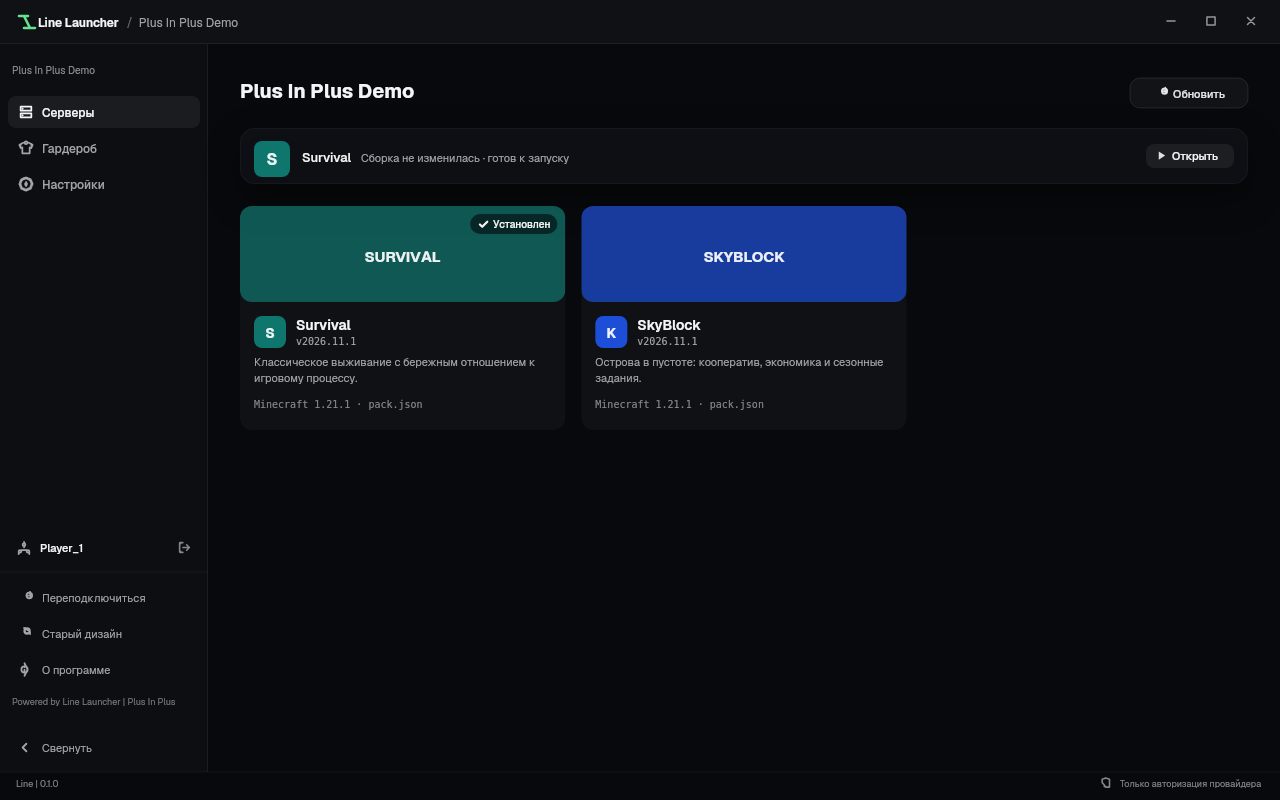 Line Launcher / Plus In Plus Demo
Plus In Plus Demo
Серверы
Гардероб
Настройки
Player_1
Переподключиться
Старый дизайн
О программе
Powered by Line Launcher | Plus In Plus
Свернуть
Plus In Plus Demo
Обновить
S Survival Сборка не изменилась · готов к запуску
Открыть
Установлен
SURVIVAL
S Survival
v2026.11.1
Классическое выживание с бережным отношением к
игровому процессу.
Minecraft 1.21.1 · pack.json
SKYBLOCK
K SkyBlock
v2026.11.1
Острова в пустоте: кооператив, экономика и сезонные
задания.
Minecraft 1.21.1 · pack.json
Line | 0.1.0
Только авторизация провайдера